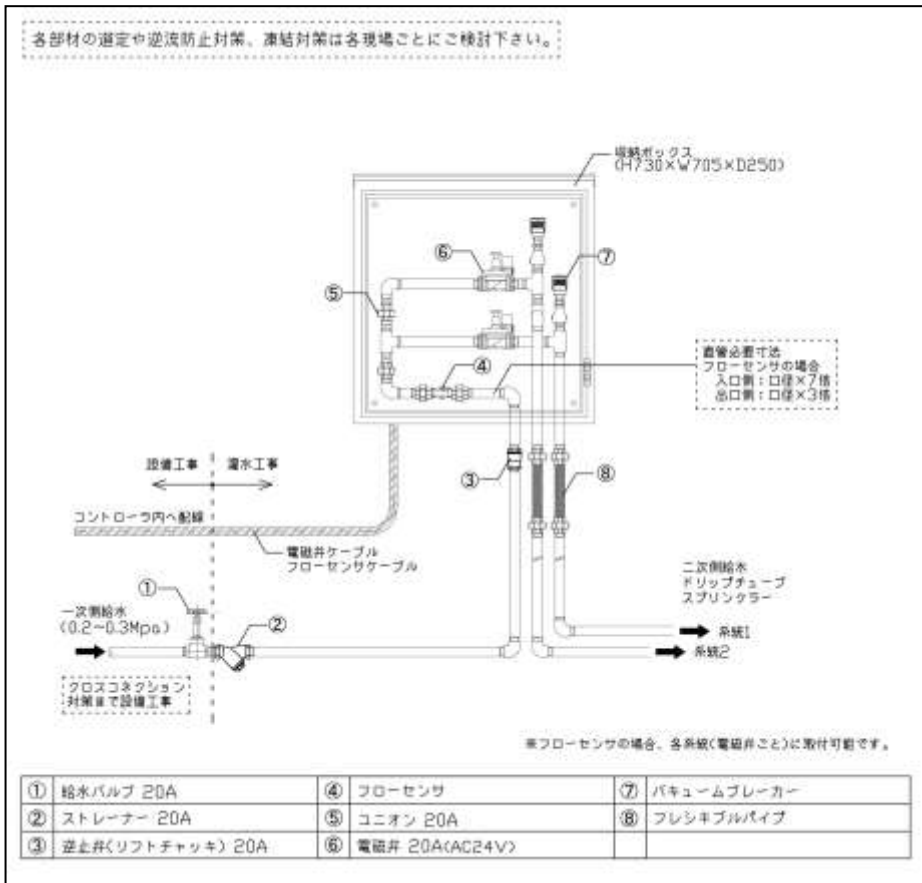 各部材の選定や逆流防止対策、凍結対策は各現場ごとにご検討下さい。
収納ボックス
(H730×W705×D250)
⑥
⑦
⑤
④
直管必要寸法
フローセンサの場合
入口側：口径×7倍
出口側：口径×3倍
設備工事
灌水工事
③
⑧
コントローラ内へ配線
電磁弁ケーブル
フローセンサケーブル
二次側給水
ドリップチューブ
スプリンクラー
①
一次側給水
(0.2~0.3Mpa)
②
系統1
系統2
クロスコネクション
対策まで設備工事
※フローセンサの場合、各系統(電磁弁ごと)に取付可能です。
① 給水バルブ 20A ④ フローセンサ ⑦ バキュームブレーカー
② ストレーナー 20A ⑤ ユニオン 20A ⑧ フレシキブルパイプ
③ 逆止弁(リフトチャッキ) 20A ⑥ 電磁弁 20A(AC24V)